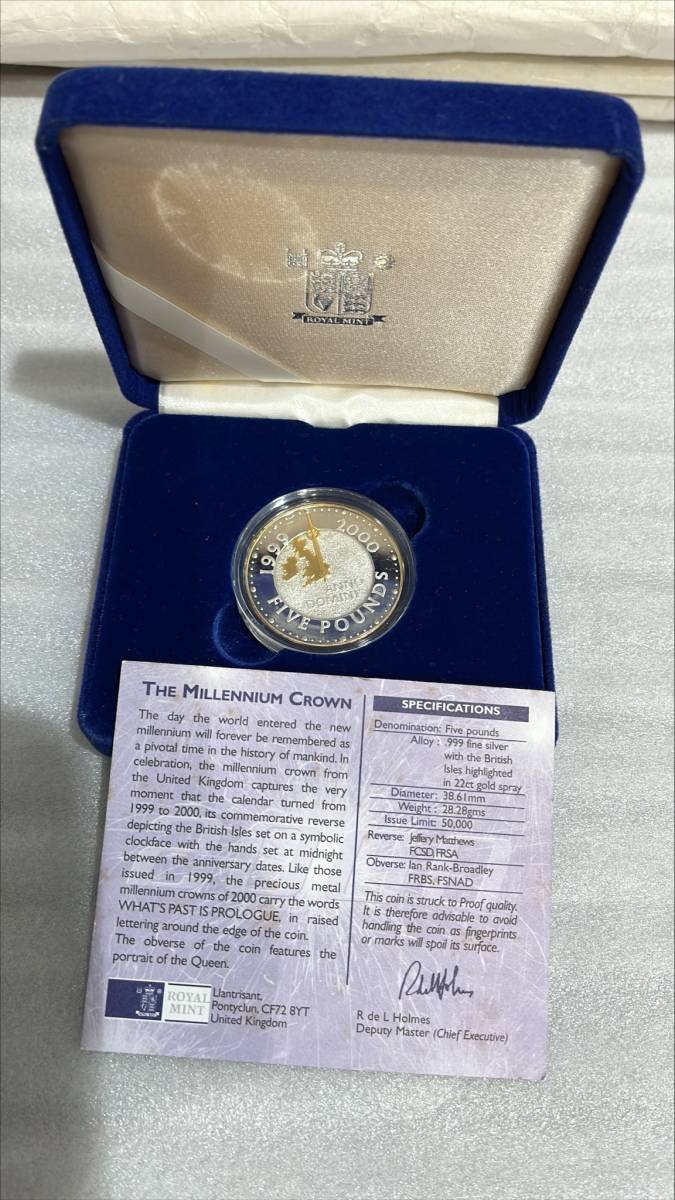 ROYAL MINT
1999 2000
ANNO
DOMINI
FIVE POUNDS
THE MILLENNIUM CROWN
The day the world entered the new
millennium will forever be remembered as
a pivotal time in the history of mankind. In
celebration, the millennium crown from
the United Kingdom captures the very
moment that the calendar turned from
1999 to 2000, its commemorative reverse
depicting the British Isles set on a symbolic
clockface with the hands set at midnight
between the anniversary dates. Like those
issued in 1999, the precious metal
millennium crowns of 2000 carry the words
WHAT'S PAST IS PROLOGUE, in raised
lettering around the edge of the coin.
The obverse of the coin features the
portrait of the Queen.
ROYAL
MINT
Llantrisant,
Pontyclun, CF72 8YT
United Kingdom
SPECIFICATIONS
Denomination: Five pounds
Alloy : .999 fine silver
with the British
Isles highlighted
in 22ct gold spray
Diameter: 38.61mm
Weight : 28.28gms
Issue Limit: 50,000
Reverse: Jeffery Matthews
FCSD, FRSA
Obverse: Ian Rank-Broadley
FRBS, FSNAD
This coin is struck to Proof quality.
It is therefore advisable to avoid
handling the coin as fingerprints
or marks will spoil its surface.
R de L Holmes
Deputy Master (Chief Executive)